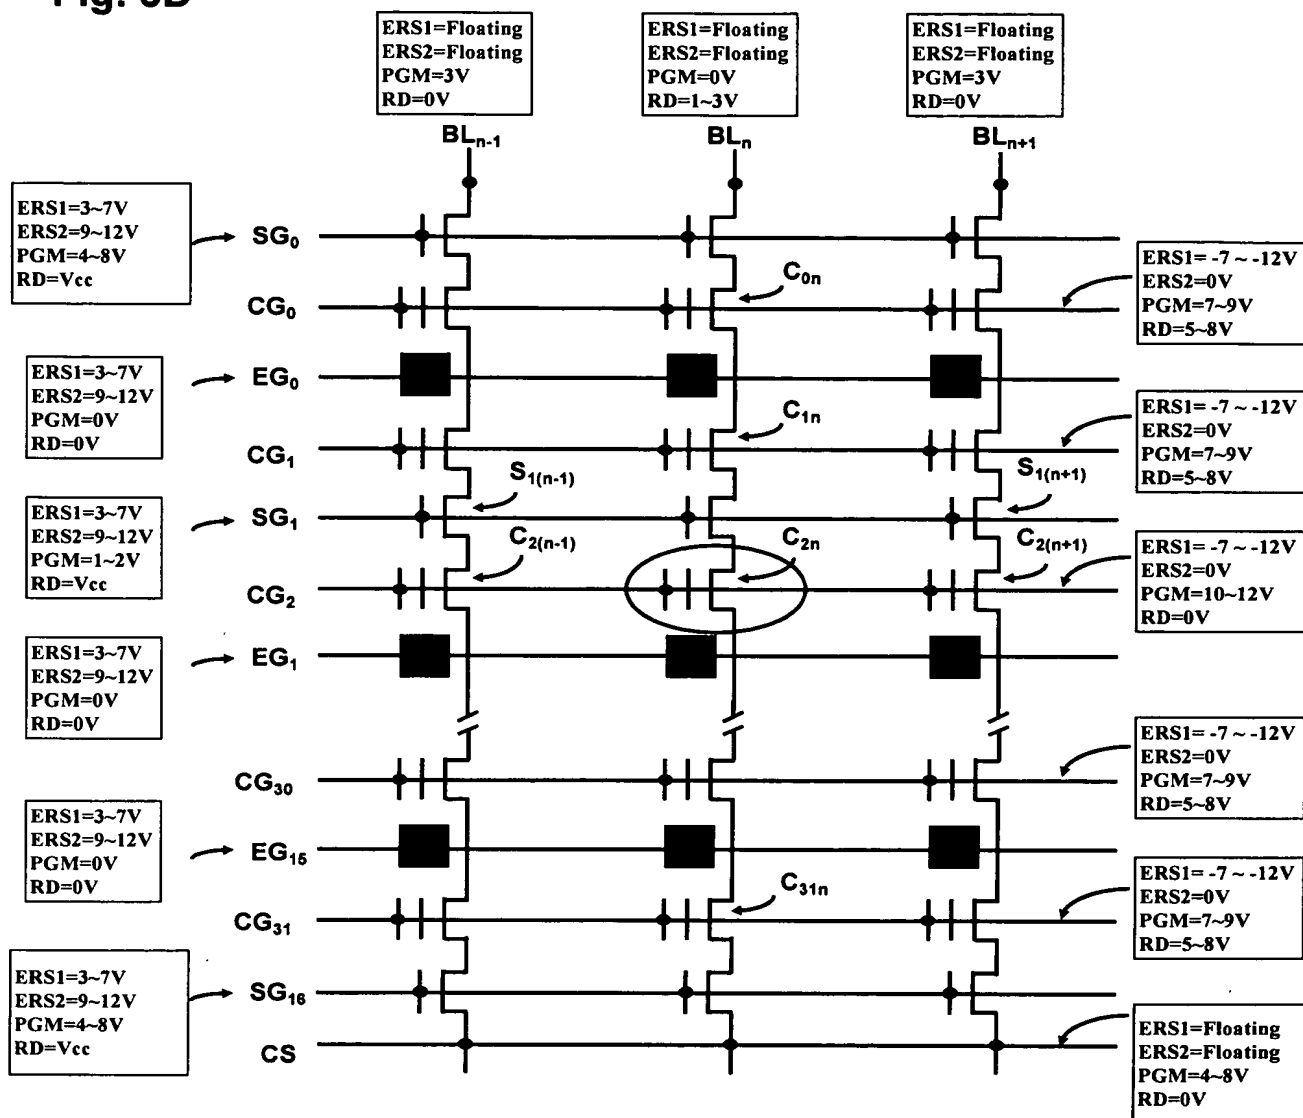 Fig. 6D
ERS1=Floating
ERS2=Floating
PGM=3V
RD=0V
ERS1=Floating
ERS2=Floating
PGM=0V
RD=1~3V
ERS1=Floating
ERS2=Floating
PGM=3V
RD=0V
BLn-1
BLn
BLn+1
ERS1=3~7V
ERS2=9~12V
PGM=4~8V
RD=Vcc
SG0
C0n
ERS1= -7 ~ -12V
ERS2=0V
PGM=7~9V
RD=5~8V
CG0
ERS1=3~7V
ERS2=9~12V
PGM=0V
RD=0V
EG0
C1n
ERS1= -7 ~ -12V
ERS2=0V
PGM=7~9V
RD=5~8V
CG1
S1(n-1)
S1(n+1)
ERS1=3~7V
ERS2=9~12V
PGM=1~2V
RD=Vcc
SG1
C2(n-1)
C2n
C2(n+1)
ERS1= -7 ~ -12V
ERS2=0V
PGM=10~12V
RD=0V
CG2
ERS1=3~7V
ERS2=9~12V
PGM=0V
RD=0V
EG1
ERS1= -7 ~ -12V
ERS2=0V
PGM=7~9V
RD=5~8V
CG30
ERS1=3~7V
ERS2=9~12V
PGM=0V
RD=0V
EG15
C31n
ERS1= -7 ~ -12V
ERS2=0V
PGM=7~9V
RD=5~8V
CG31
ERS1=3~7V
ERS2=9~12V
PGM=4~8V
RD=Vcc
SG16
CS
ERS1=Floating
ERS2=Floating
PGM=4~8V
RD=0V